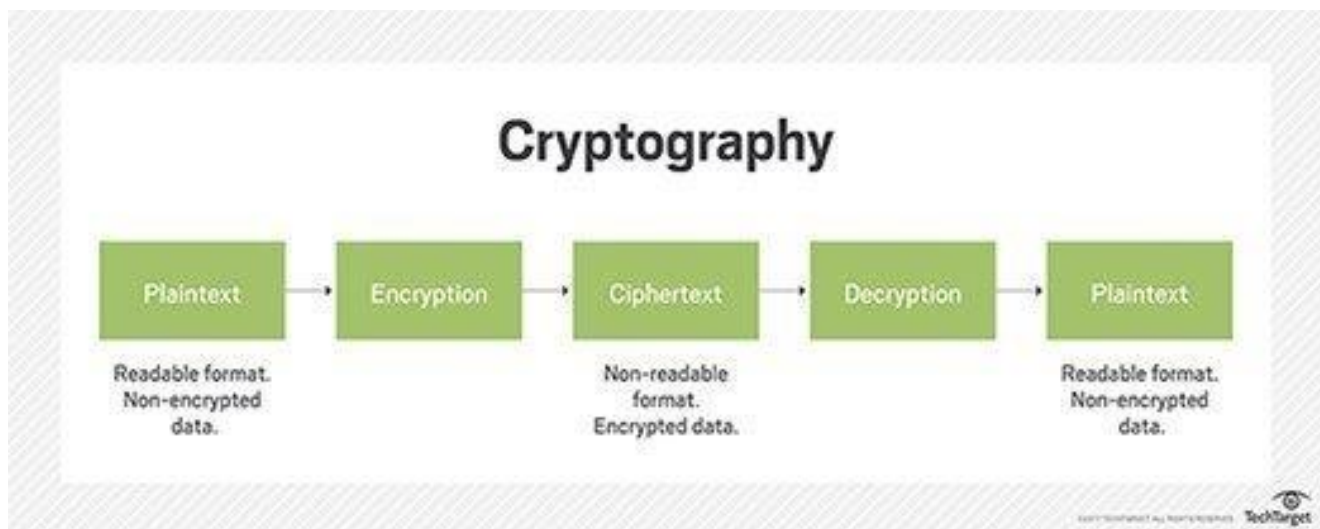 Cryptography
Plaintext
Encryption
Ciphertext
Decryption
Plaintext
Readable format.
Non-encrypted
data.
Non-readable
format.
Encrypted data.
Readable format.
Non-encrypted
data.
TechTarget